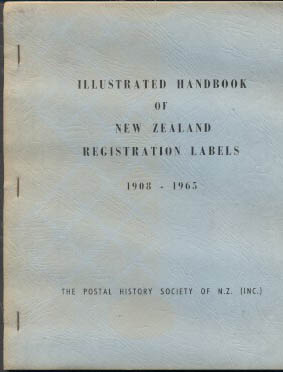 ILLUSTRATED HANDBOOK
OF
NEW ZEALAND
REGISTRATION LABELS
1908 - 1965
THE POSTAL HISTORY SOCIETY OF N.Z. (INC.)